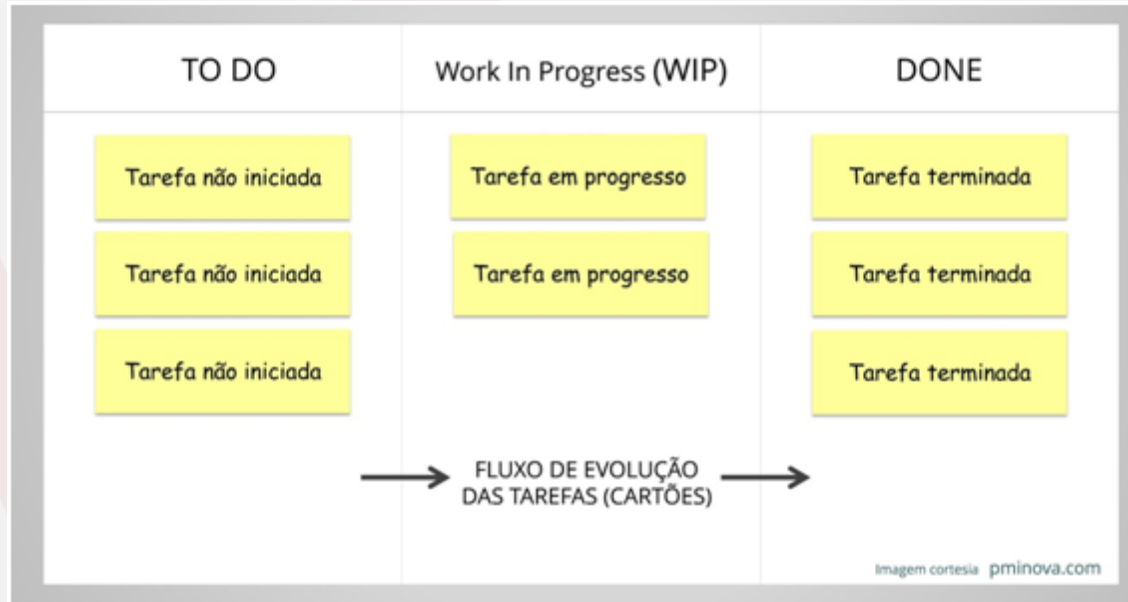 TO DO
Work In Progress (WIP)
DONE
Tarefa não iniciada
Tarefa em progresso
Tarefa terminada
Tarefa não iniciada
Tarefa em progresso
Tarefa terminada
Tarefa não iniciada
Tarefa terminada
FLUXO DE EVOLUÇÃO
DAS TAREFAS (CARTÕES)
Imagem cortesia pminova.com